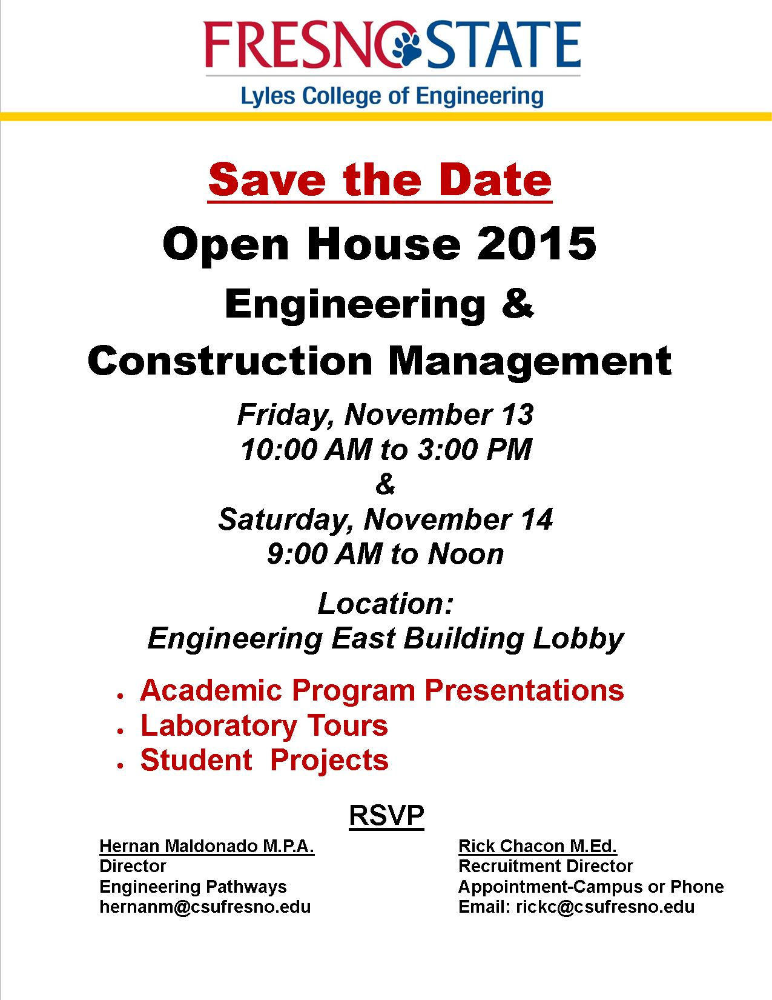 FRESNO STATE
Lyles College of Engineering
Save the Date
Open House 2015
Engineering &
Construction Management
Friday, November 13
10:00 AM to 3:00 PM
&
Saturday, November 14
9:00 AM to Noon
Location:
Engineering East Building Lobby
• Academic Program Presentations
• Laboratory Tours
• Student  Projects
RSVP
Hernan Maldonado M.P.A.
Director
Engineering Pathways
hernanm@csufresno.edu
Rick Chacon M.Ed.
Recruitment Director
Appointment-Campus or Phone
Email: rickc@csufresno.edu